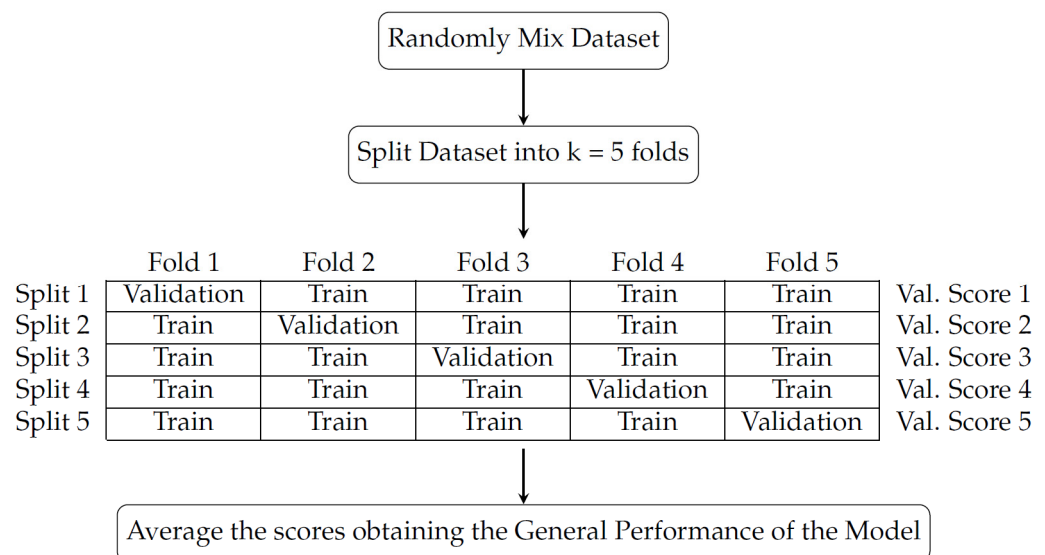 Randomly Mix Dataset
Split Dataset into k = 5 folds
Fold 1 Fold 2 Fold 3 Fold 4 Fold 5
Split 1 Validation Train Train Train Train Val. Score 1
Split 2 Train Validation Train Train Train Val. Score 2
Split 3 Train Train Validation Train Train Val. Score 3
Split 4 Train Train Train Validation Train Val. Score 4
Split 5 Train Train Train Train Validation Val. Score 5
Average the scores obtaining the General Performance of the Model